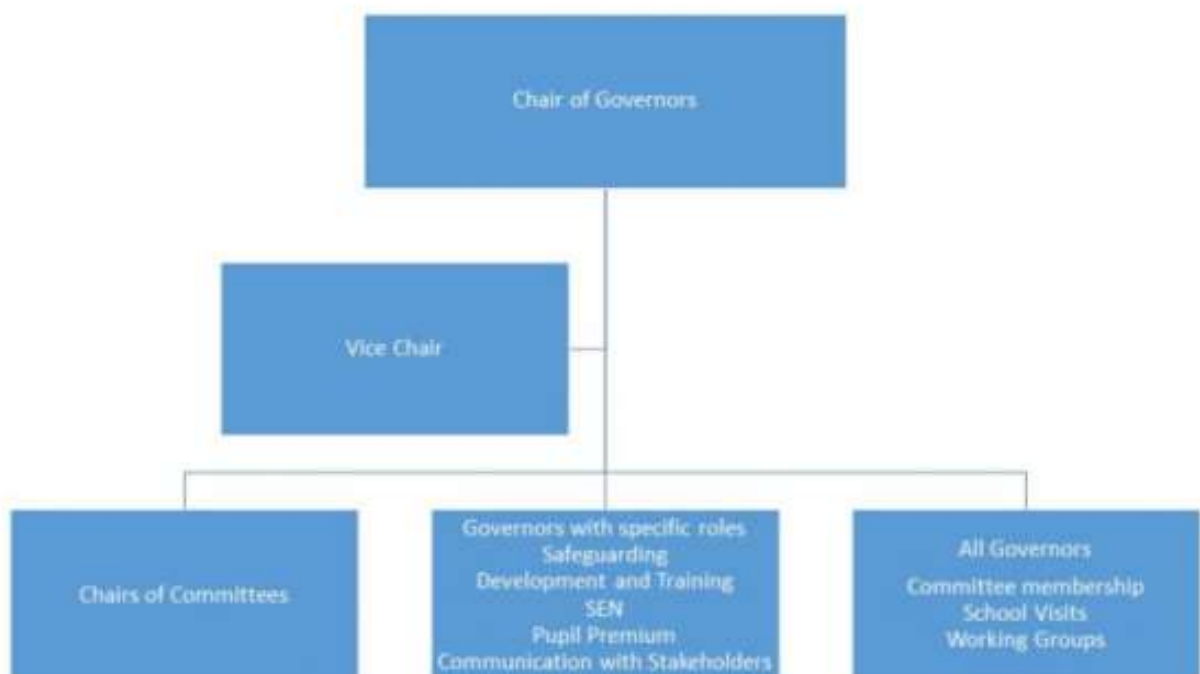 Chair of Governors
Vice Chair
Chairs of Committees
Governors with specific roles
Safeguarding
Development and Training
SEN
Pupil Premium
Communication with Stakeholders
All Governors
Committee membership
School Visits
Working Groups